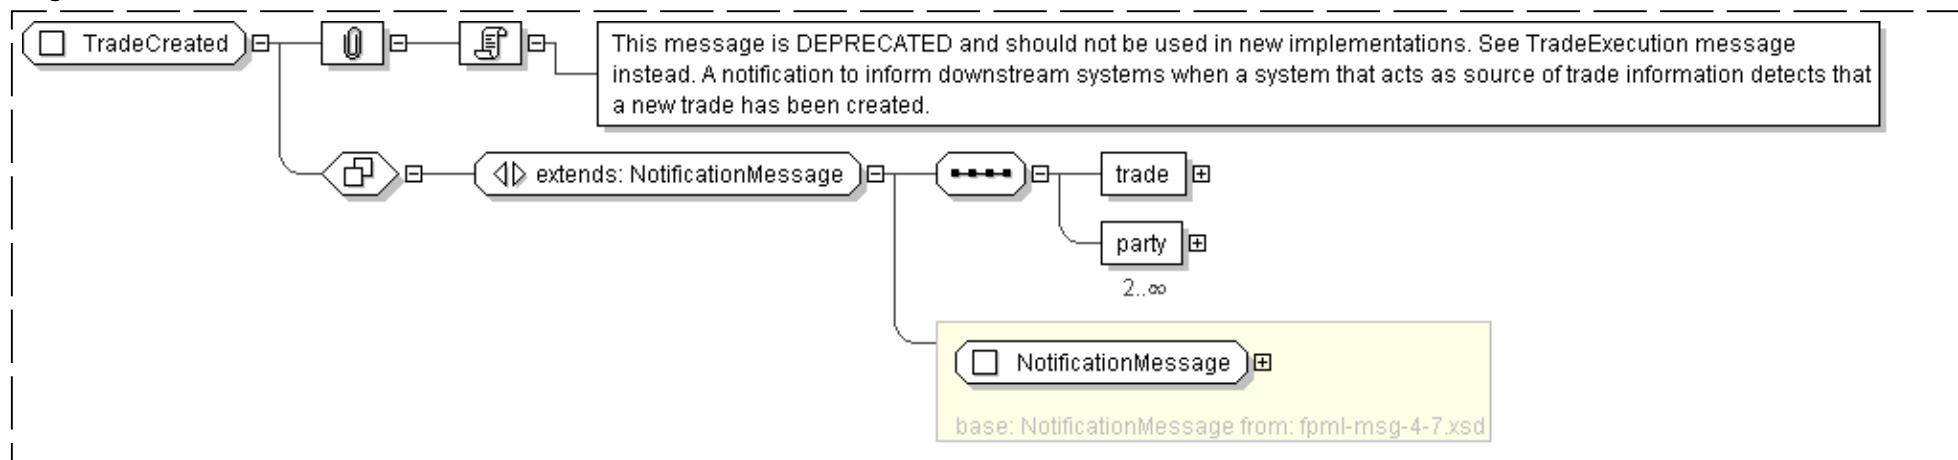 TradeCreated
This message is DEPRECATED and should not be used in new implementations. See TradeExecution message
instead. A notification to inform downstream systems when a system that acts as source of trade information detects that
a new trade has been created.
extends: NotificationMessage
trade
party
2..∞
NotificationMessage
base: NotificationMessage from: fpml-msg-4-7.xsd